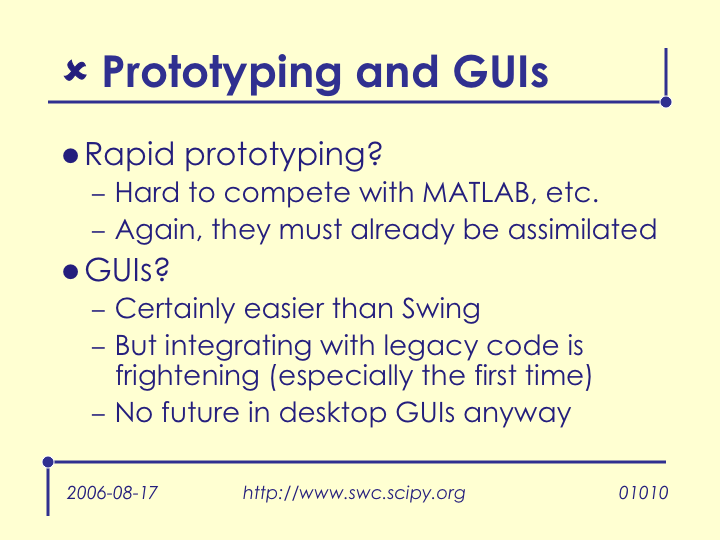 ✘ Prototyping and GUIs
●Rapid prototyping?
– Hard to compete with MATLAB, etc.
– Again, they must already be assimilated
●GUIs?
– Certainly easier than Swing
– But integrating with legacy code is
frightening (especially the first time)
– No future in desktop GUIs anyway
2006-08-17 http://www.swc.scipy.org 01010